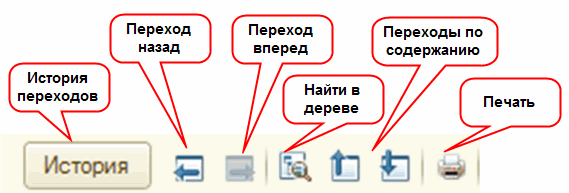 Переход
назад
Переход
вперед
Переходы по
содержанию
История
переходов
Найти в
дереве
Печать
История